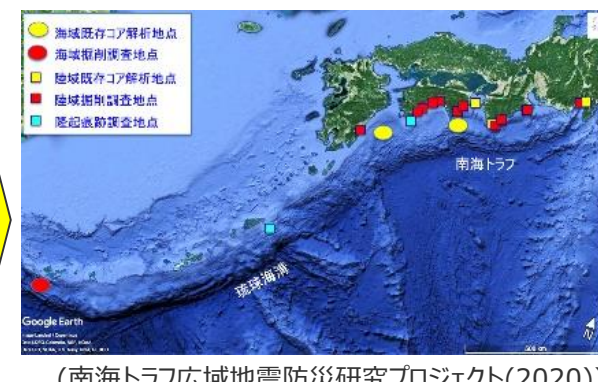 海域既存コア解析地点
海域掘削調査地点
陸域既存コア解析地点
陸域掘削調査地点
隆起痕跡調査地点
南海トラフ
琉球海溝
Google Earth
500 km
N
(南海トラフ広域地震防災研究プロジェクト(2020))